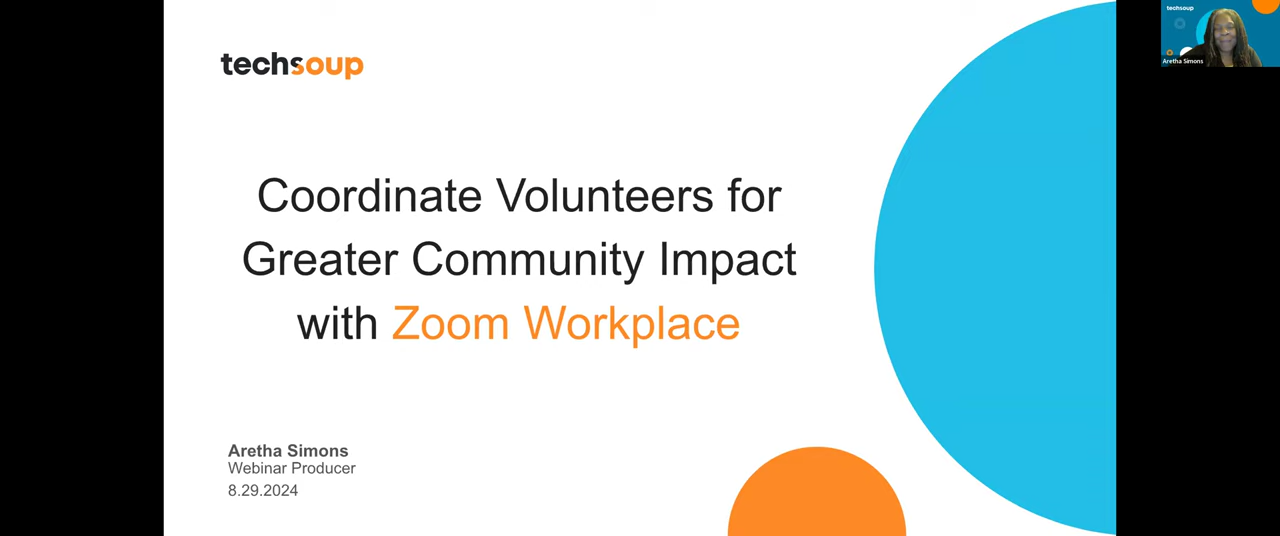 techsoup
Coordinate Volunteers for
Greater Community Impact
with Zoom Workplace
Aretha Simons
Webinar Producer
8.29.2024
techsoup
Aretha Simons